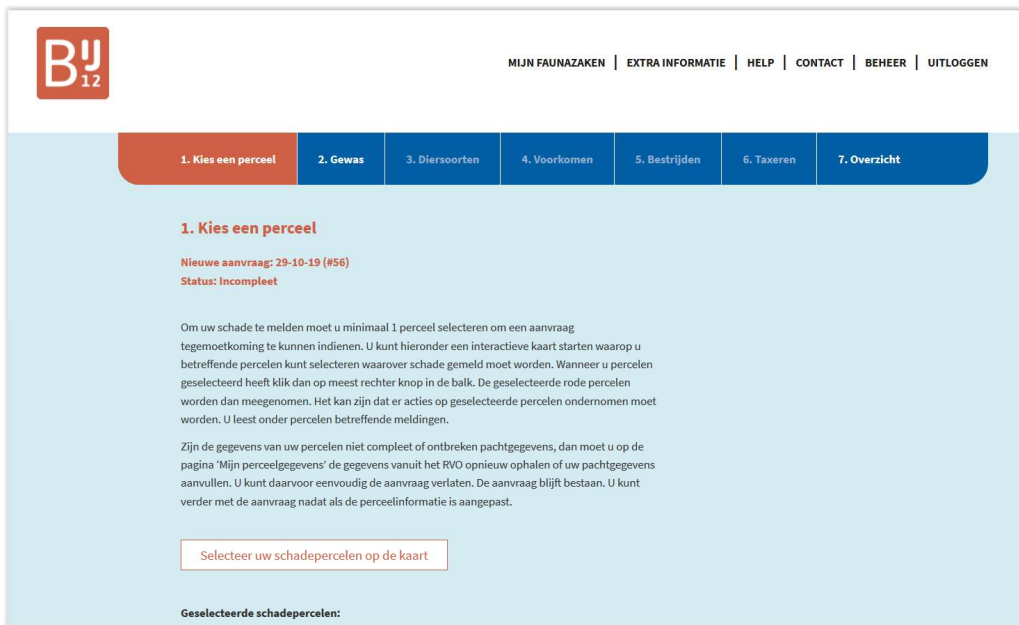 BIJ
12
MIJN FAUNAZAKEN | EXTRA INFORMATIE | HELP | CONTACT | BEHEER | UITLOGGEN
1. Kies een perceel 2. Gewas 3. Diersoorten 4. Voorkomen 5. Bestrijden 6. Taxeren 7. Overzicht
1. Kies een perceel
Nieuwe aanvraag: 29-10-19 (#56)
Status: Incompleet
Om uw schade te melden moet u minimaal 1 perceel selecteren om een aanvraag
tegemoetkoming te kunnen indienen. U kunt hieronder een interactieve kaart starten waarop u
betreffende percelen kunt selecteren waarover schade gemeld moet worden. Wanneer u percelen
geselecteerd heeft klik dan op meest rechter knop in de balk. De geselecteerde rode percelen
worden dan meegenomen. Het kan zijn dat er acties op geselecteerde percelen ondernomen moet
worden. U leest onder percelen betreffende meldingen.
Zijn de gegevens van uw percelen niet compleet of ontbreken pachtgegevens, dan moet u op de
pagina 'Mijn perceelgegevens' de gegevens vanuit het RVO opnieuw ophalen of uw pachtgegevens
aanvullen. U kunt daarvoor eenvoudig de aanvraag verlaten. De aanvraag blijft bestaan. U kunt
verder met de aanvraag nadat als de perceelinformatie is aangepast.
Selecteer uw schadepercelen op de kaart
Geselecteerde schadepercelen: